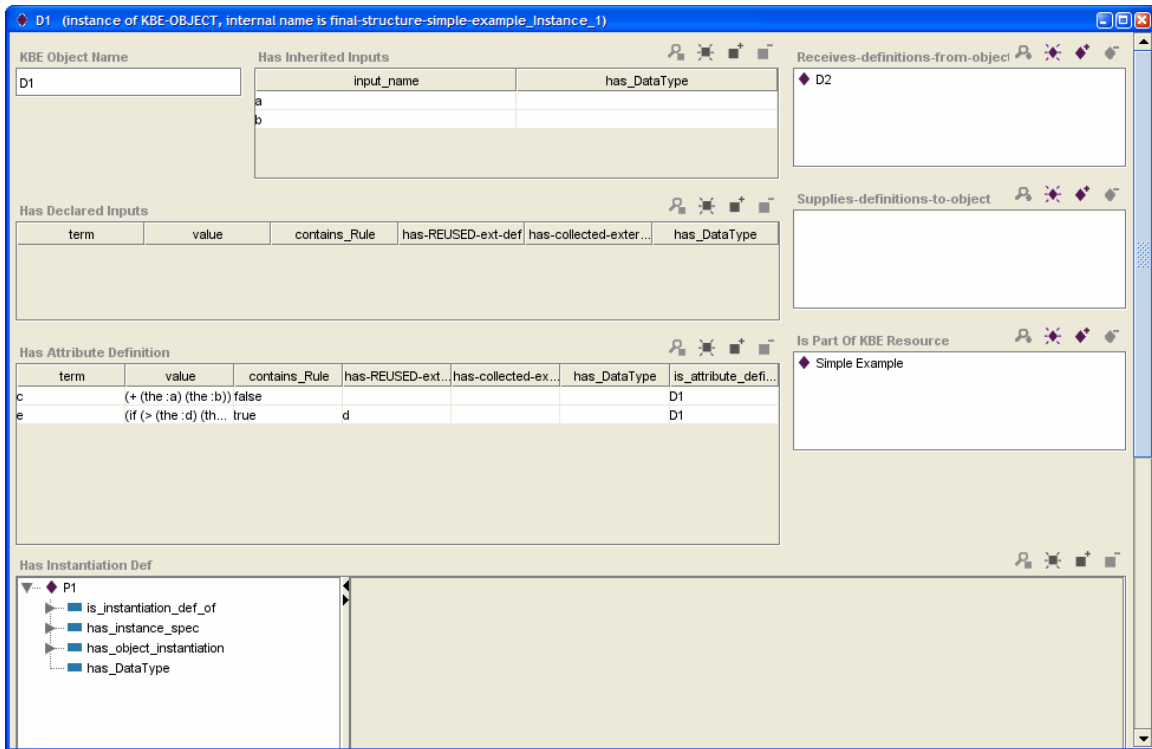 D1 (instance of KBE-OBJECT, internal name is final-structure-simple-example_Instance_1)
KBE Object Name
D1
Has Inherited Inputs
input_name has_DataType
a
b
Receives-definitions-from-object
D2
Has Declared Inputs
term value contains_Rule has-REUSED-ext-def has-collected-exter... has_DataType
Supplies-definitions-to-object
Has Attribute Definition
term value contains_Rule has-REUSED-ext... has-collected-ex... has_DataType is_attribute_defi...
c (+ (the :a) (the :b)) false D1
e (if (> (the :d) (th... true d D1
Is Part Of KBE Resource
Simple Example
Has Instantiation Def
P1
is_instantiation_def_of
has_instance_spec
has_object_instantiation
has_DataType